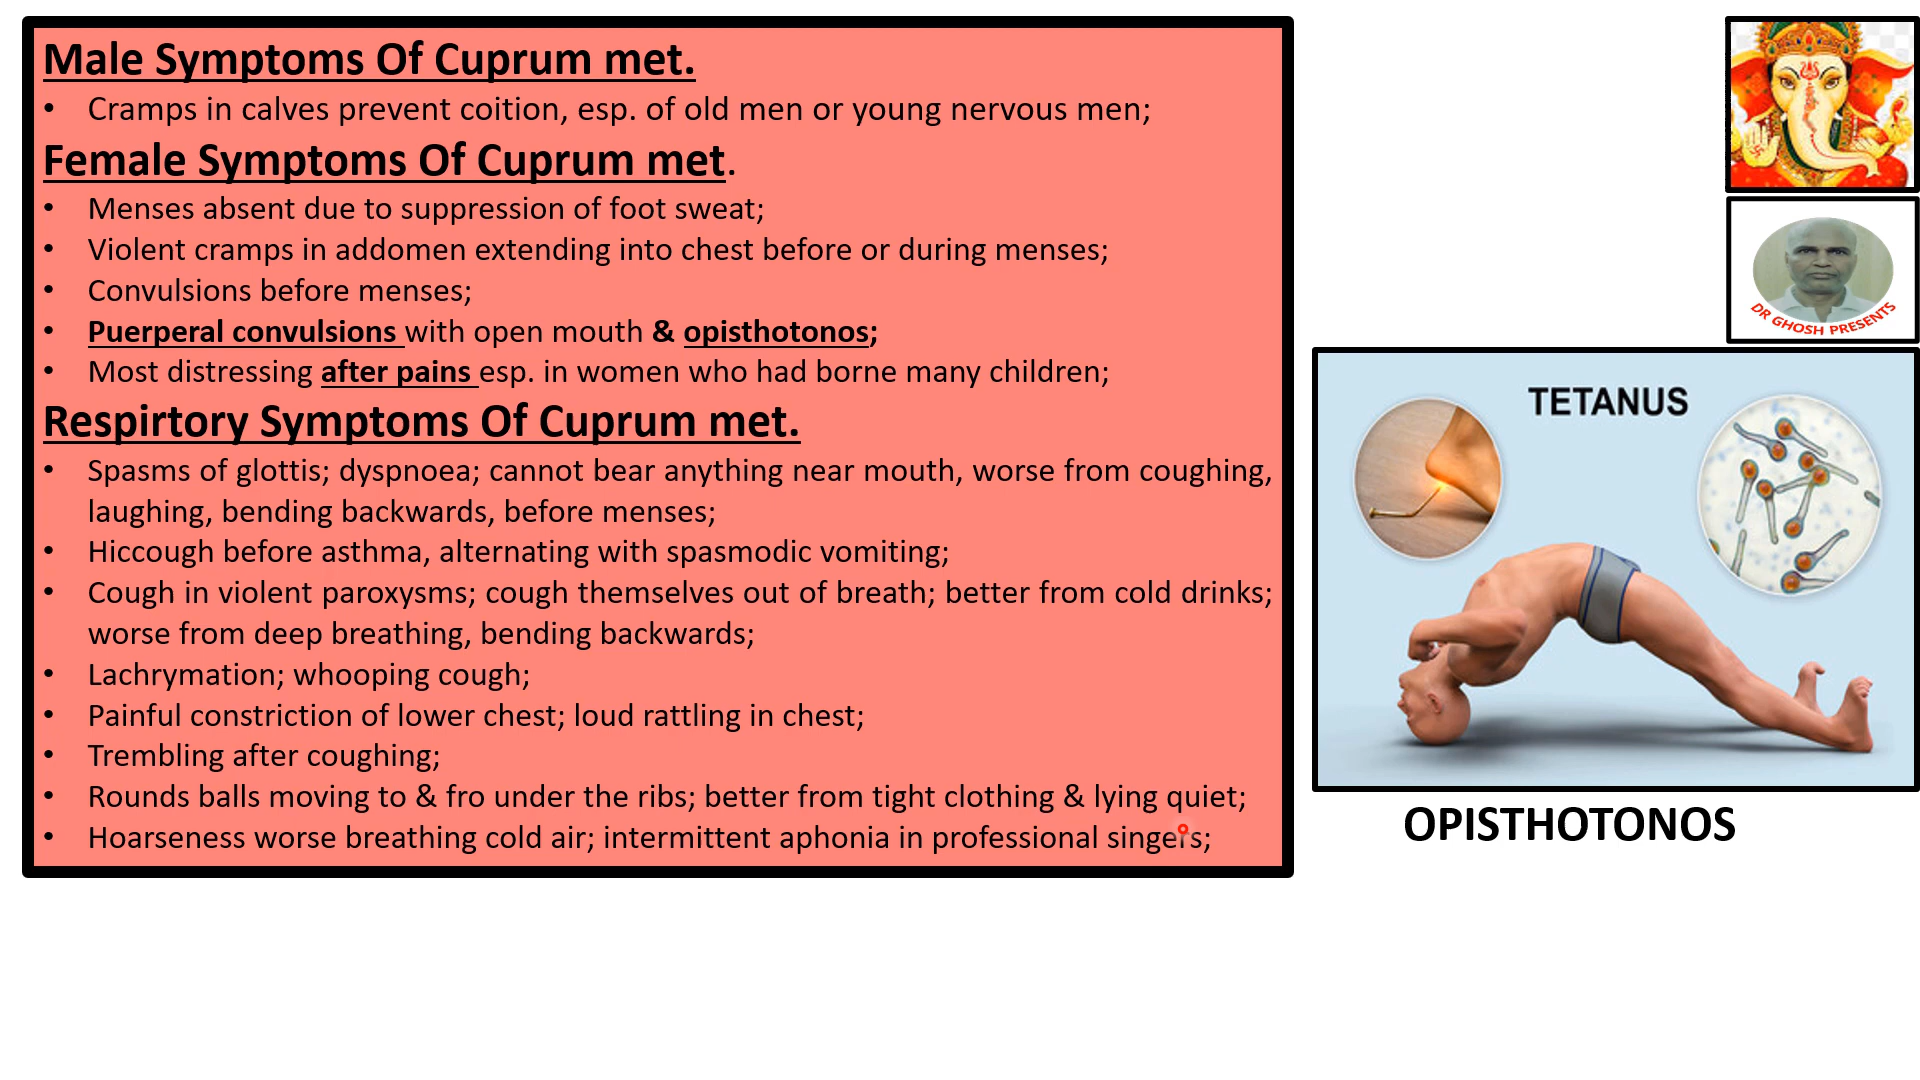 Male Symptoms Of Cuprum met.
• Cramps in calves prevent coition, esp. of old men or young nervous men;
Female Symptoms Of Cuprum met.
• Menses absent due to suppression of foot sweat;
• Violent cramps in addomen extending into chest before or during menses;
• Convulsions before menses;
• Puerperal convulsions with open mouth & opisthotonos;
• Most distressing after pains esp. in women who had borne many children;
Respirtory Symptoms Of Cuprum met.
• Spasms of glottis; dyspnoea; cannot bear anything near mouth, worse from coughing,
laughing, bending backwards, before menses;
• Hiccough before asthma, alternating with spasmodic vomiting;
• Cough in violent paroxysms; cough themselves out of breath; better from cold drinks;
worse from deep breathing, bending backwards;
• Lachrymation; whooping cough;
• Painful constriction of lower chest; loud rattling in chest;
• Trembling after coughing;
• Rounds balls moving to & fro under the ribs; better from tight clothing & lying quiet;
• Hoarseness worse breathing cold air; intermittent aphonia in professional singers;
DR GHOSH PRESENTS
TETANUS
OPISTHOTONOS